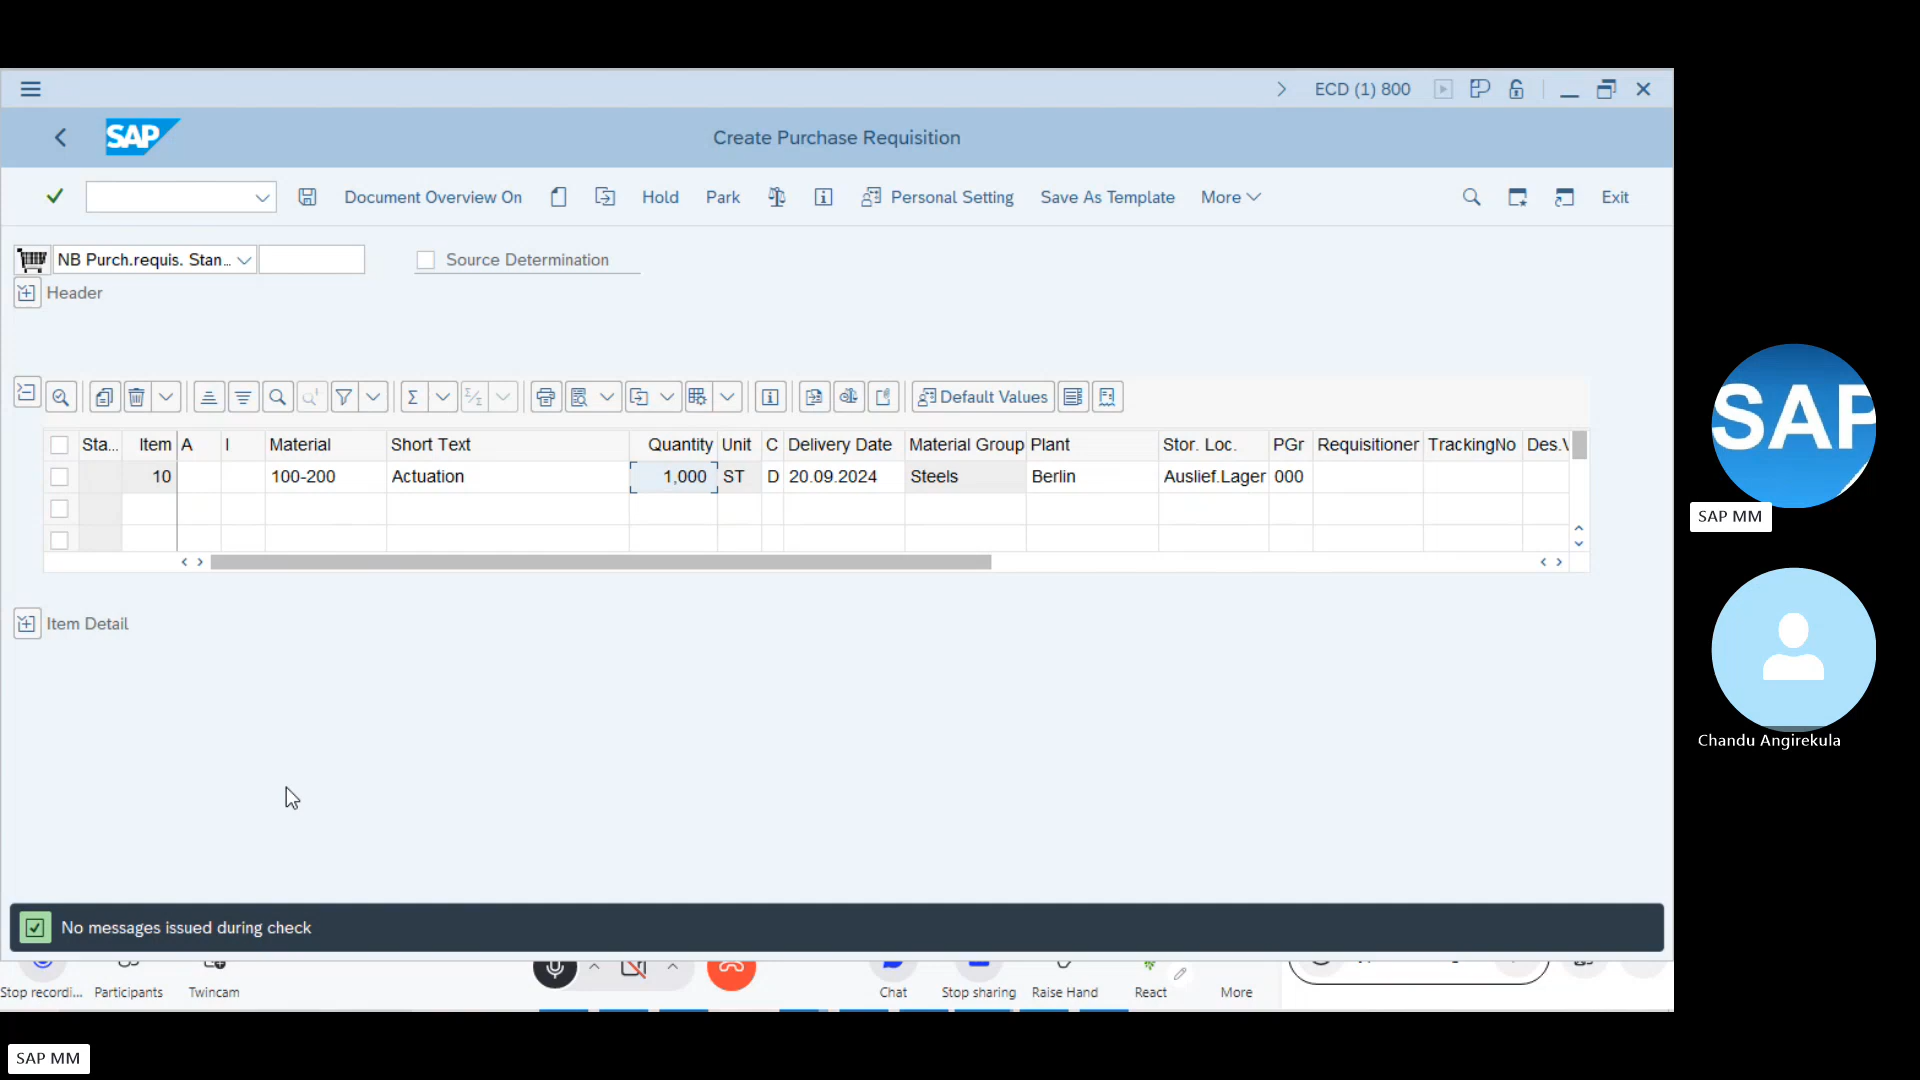 ECD (1) 800
SAP
Create Purchase Requisition
Document Overview On
Hold
Park
Personal Setting
Save As Template
More
Exit
NB Purch.requis. Stan..
Source Determination
Header
Default Values
Sta... Item A I Material Short Text Quantity Unit C Delivery Date Material Group Plant Stor. Loc. PGr Requisitioner TrackingNo Des.V
10 100-200 Actuation 1,000 ST D 20.09.2024 Steels Berlin Auslief.Lager 000
Item Detail
No messages issued during check
Stop recordi... Participants Twincam Chat Stop sharing Raise Hand React More
SAP
SAP MM
Chandu Angirekula
SAP MM